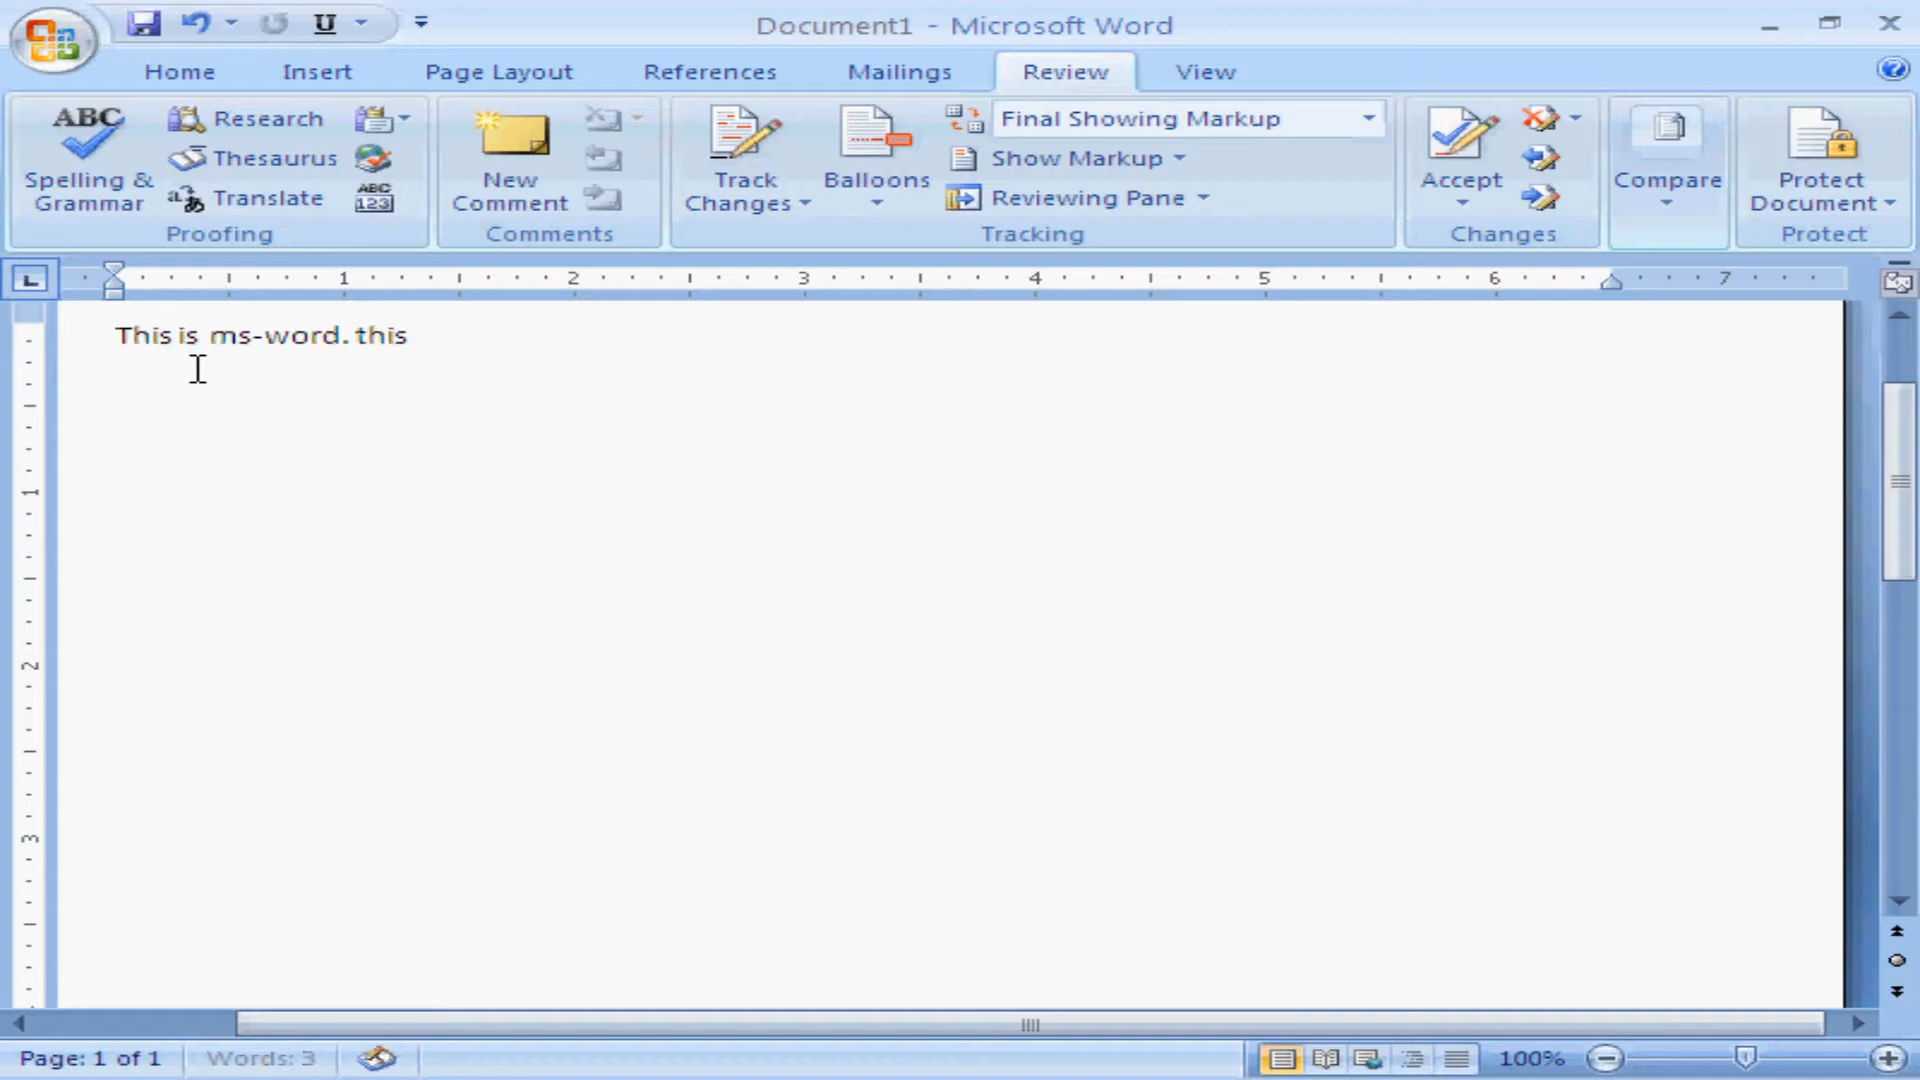 Document1 - Microsoft Word
Home Insert Page Layout References Mailings Review View
ABC Spelling & Grammar
Research
Thesaurus
Translate
ABC 123
Proofing
New Comment
Comments
Track Changes
Balloons
Final Showing Markup
Show Markup
Reviewing Pane
Tracking
Accept
Changes
Compare
Protect Document
Protect
L 1 2 3 4 5 6 7
This is ms-word. this
1
2
3
Page: 1 of 1 Words: 3 100%